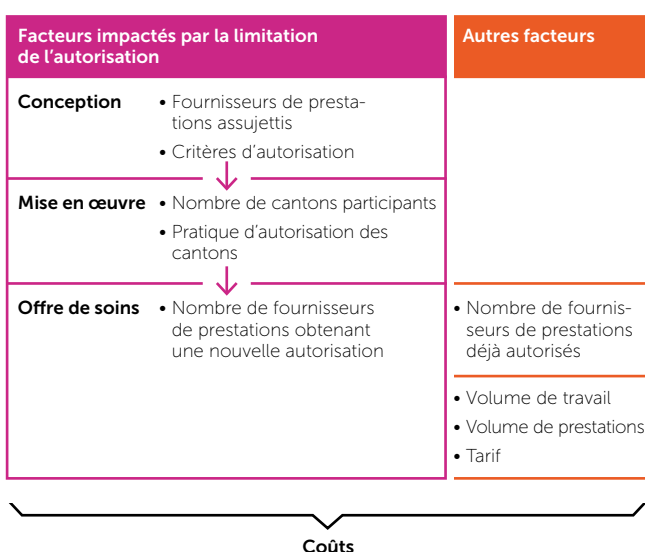 Facteurs impactés par la limitation
de l’autorisation
Autres facteurs
Conception
• Fournisseurs de presta-
tions assujettis
• Critères d’autorisation
Mise en œuvre
• Nombre de cantons participants
• Pratique d’autorisation des
cantons
Offre de soins
• Nombre de fournisseurs
de prestations obtenant
une nouvelle autorisation
• Nombre de fournis-
seurs de prestations
déjà autorisés
• Volume de travail
• Volume de prestations
• Tarif
Coûts